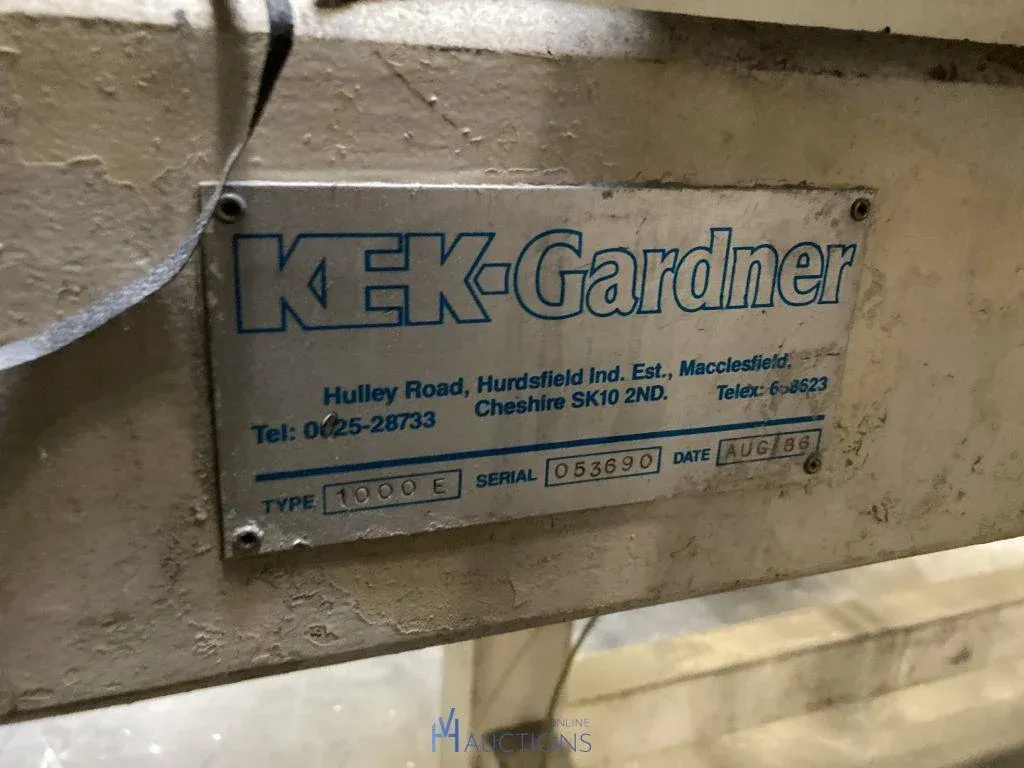 KEK-Gardner
Hulley Road, Hurdsfield Ind. Est., Macclesfield,
Cheshire SK10 2ND.
Tel: 0625-28733
Telex:
TYPE 1000 E SERIAL 053690 DATE AUG/86
ONLINE
AUCTIONS